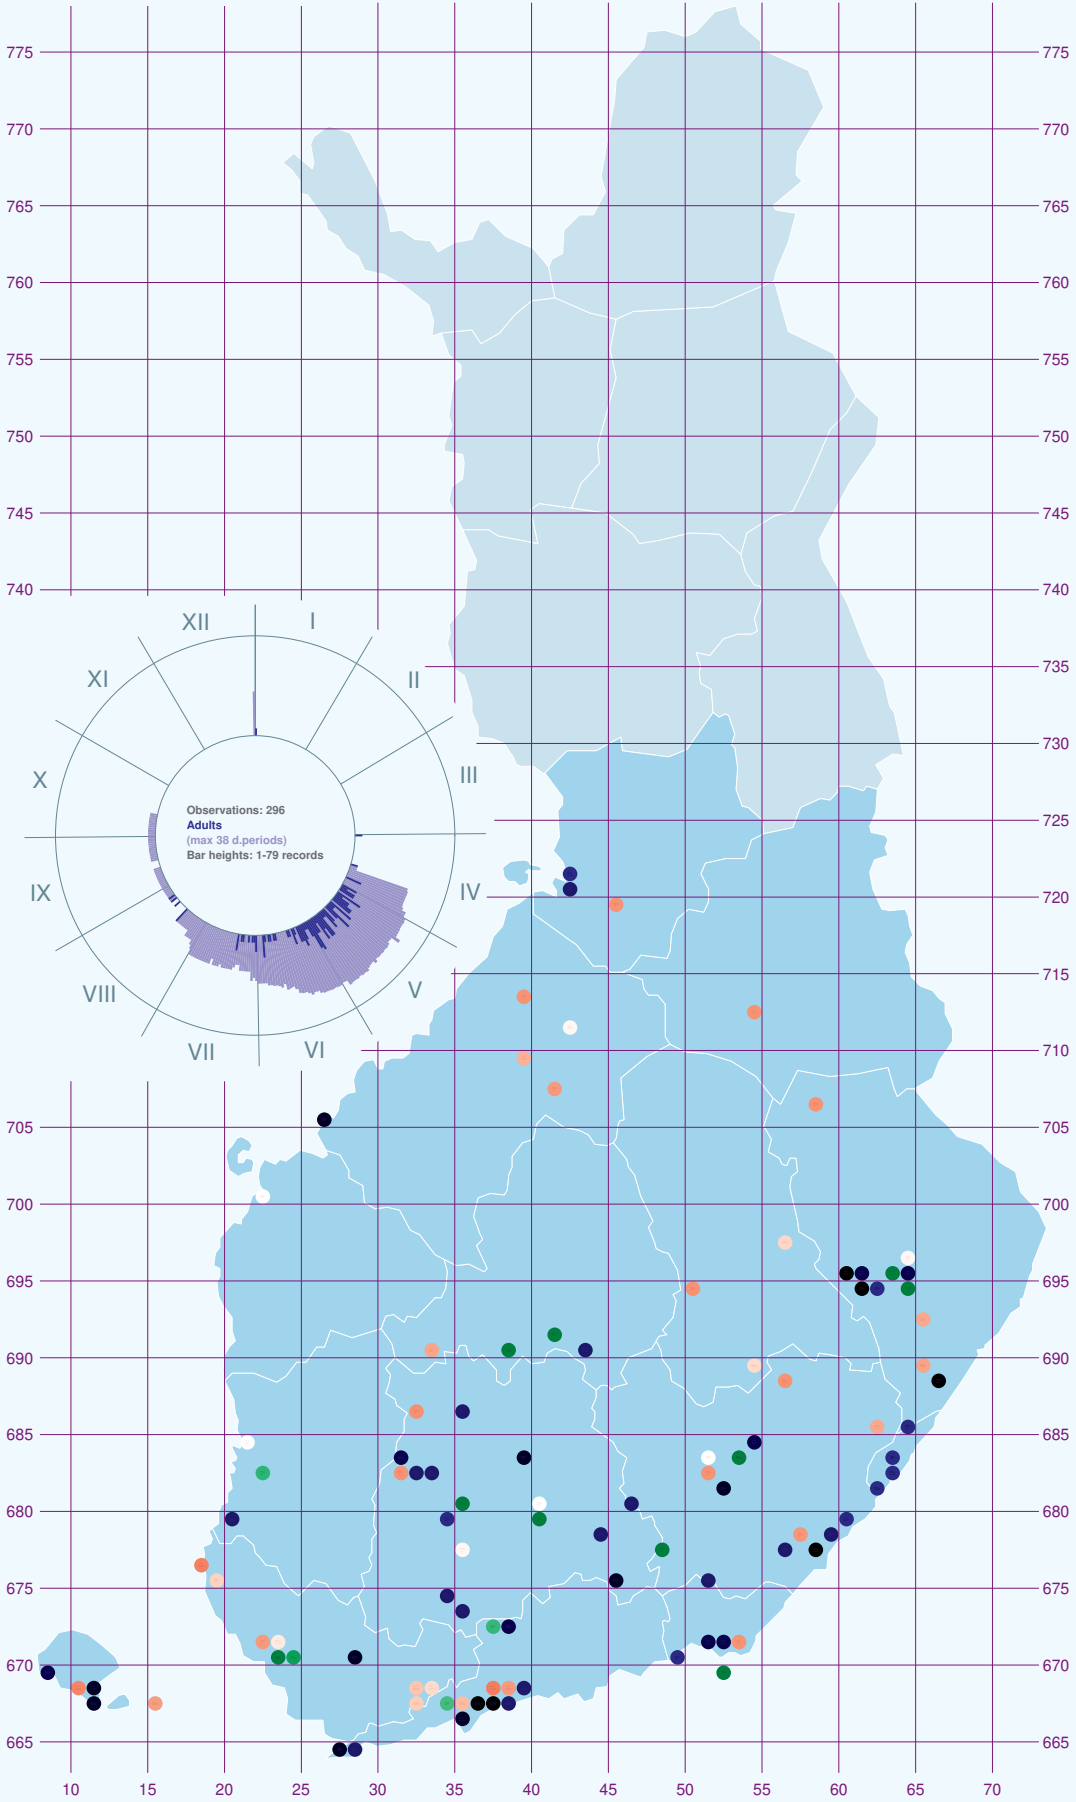 775 775
770 770
765 765
760 760
755 755
750 750
745 745
740 740
XII I
735
XI II
730
X III
Observations: 296
Adults
(max 38 d.periods)
Bar heights: 1-79 records
725
IX IV
720
VIII V
715
VII VI
710
705 705
700 700
695 695
690 690
685 685
680 680
675 675
670 670
665 665
10 15 20 25 30 35 40 45 50 55 60 65 70